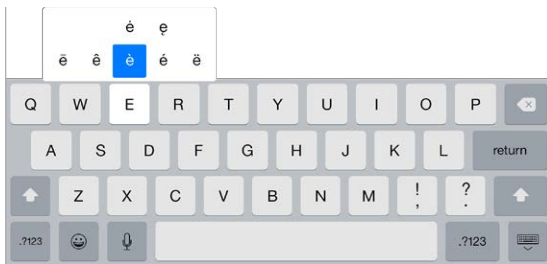 ė ę
ē ê è é ë
Q W E R T Y U I O P
A S D F G H J K L return
Z X C V B N M ! , ? .
.?123 .?123